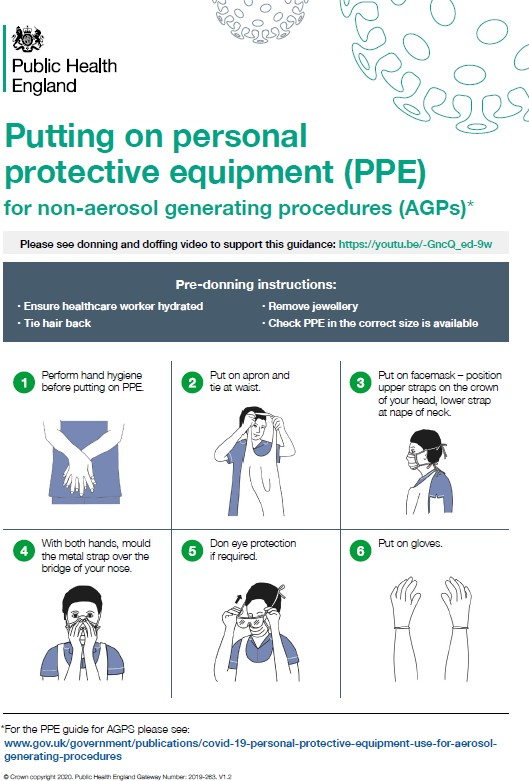 Public Health
England
Putting on personal
protective equipment (PPE)
for non-aerosol generating procedures (AGPs)*
Please see donning and doffing video to support this guidance: https://youtu.be/-GncQ_ed-9w
Pre-donning instructions:
• Ensure healthcare worker hydrated
• Tie hair back
• Remove jewellery
• Check PPE in the correct size is available
1 Perform hand hygiene
before putting on PPE.
2 Put on apron and
tie at waist.
3 Put on facemask – position
upper straps on the crown
of your head, lower strap
at nape of neck.
4 With both hands, mould
the metal strap over the
bridge of your nose.
5 Don eye protection
if required.
6 Put on gloves.
*For the PPE guide for AGPS please see:
www.gov.uk/government/publications/covid-19-personal-protective-equipment-use-for-aerosol-
generating-procedures
© Crown copyright 2020. Public Health England Gateway Number: 2019-263. V1.2